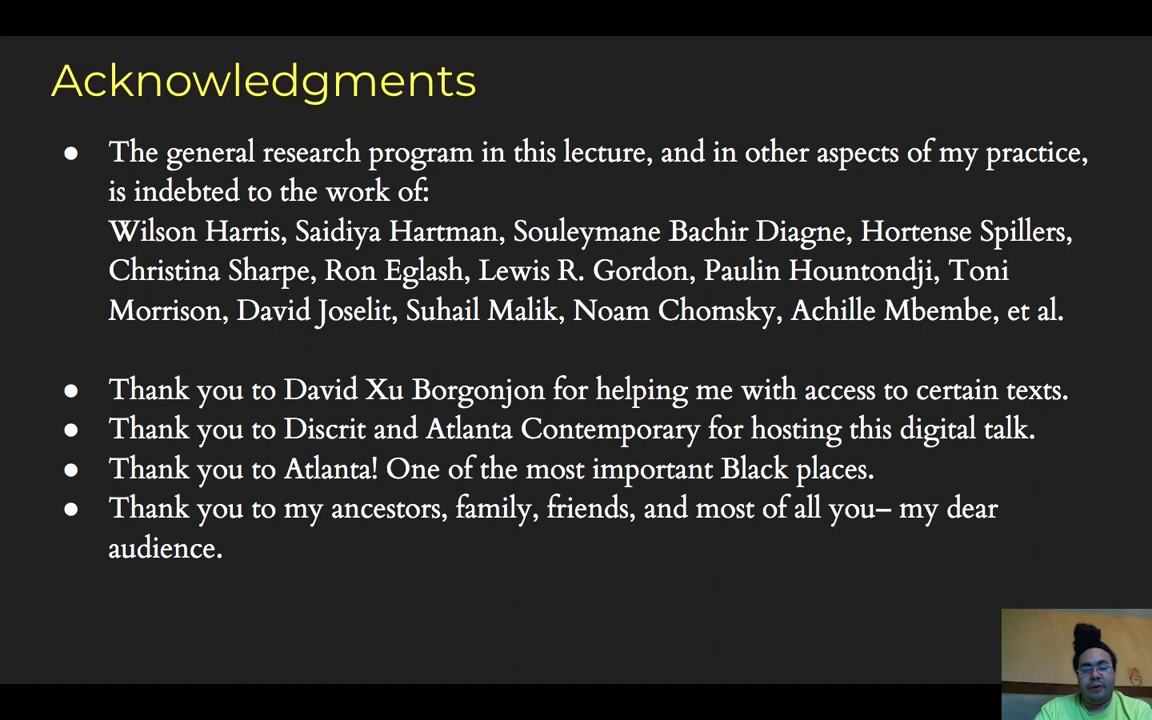 Acknowledgments
● The general research program in this lecture, and in other aspects of my practice,
is indebted to the work of:
Wilson Harris, Saidiya Hartman, Souleymane Bachir Diagne, Hortense Spillers,
Christina Sharpe, Ron Eglash, Lewis R. Gordon, Paulin Hountondji, Toni
Morrison, David Joselit, Suhail Malik, Noam Chomsky, Achille Mbembe, et al.
● Thank you to David Xu Borgonjon for helping me with access to certain texts.
● Thank you to Discrit and Atlanta Contemporary for hosting this digital talk.
● Thank you to Atlanta! One of the most important Black places.
● Thank you to my ancestors, family, friends, and most of all you– my dear
audience.